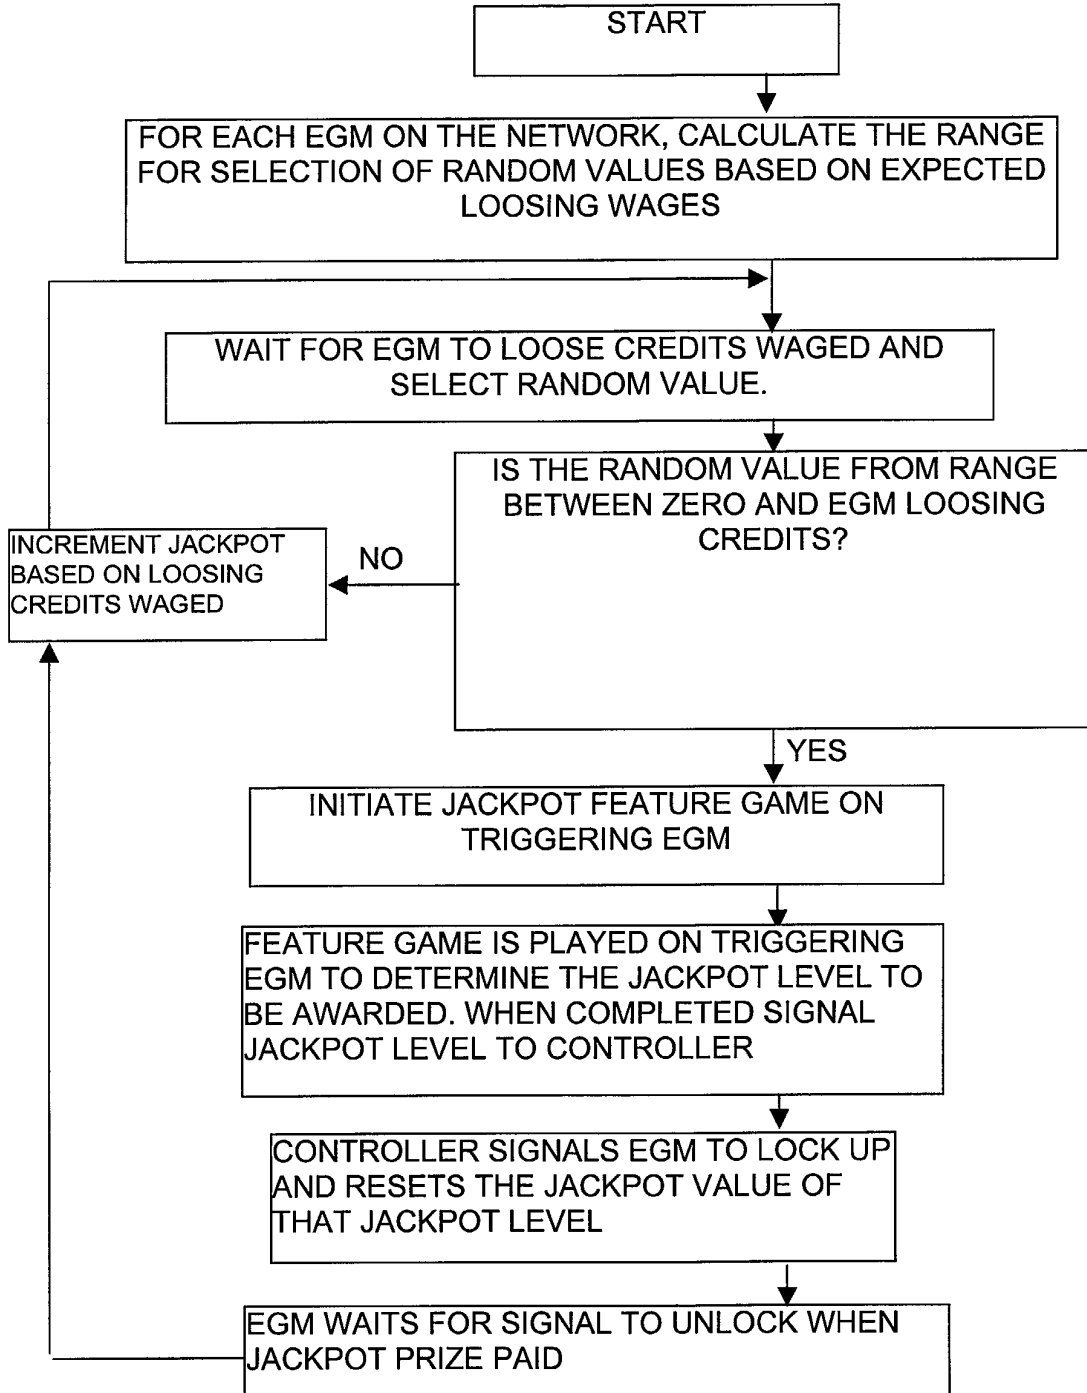 START
FOR EACH EGM ON THE NETWORK, CALCULATE THE RANGE
FOR SELECTION OF RANDOM VALUES BASED ON EXPECTED
LOOSING WAGES
WAIT FOR EGM TO LOOSE CREDITS WAGED AND
SELECT RANDOM VALUE.
IS THE RANDOM VALUE FROM RANGE
BETWEEN ZERO AND EGM LOOSING
CREDITS?
NO
INCREMENT JACKPOT
BASED ON LOOSING
CREDITS WAGED
YES
INITIATE JACKPOT FEATURE GAME ON
TRIGGERING EGM
FEATURE GAME IS PLAYED ON TRIGGERING
EGM TO DETERMINE THE JACKPOT LEVEL TO
BE AWARDED. WHEN COMPLETED SIGNAL
JACKPOT LEVEL TO CONTROLLER
CONTROLLER SIGNALS EGM TO LOCK UP
AND RESETS THE JACKPOT VALUE OF
THAT JACKPOT LEVEL
EGM WAITS FOR SIGNAL TO UNLOCK WHEN
JACKPOT PRIZE PAID